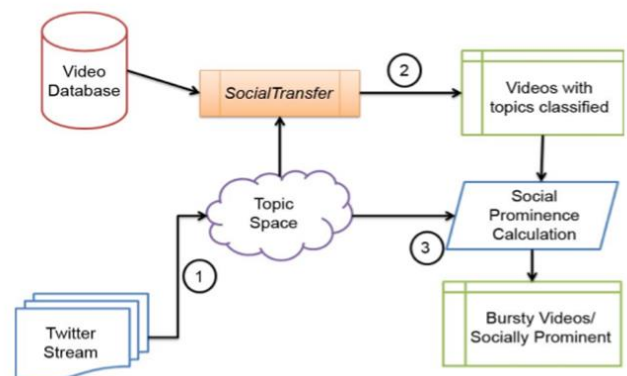 Video
Database
SocialTransfer
2
Videos with
topics classified
Topic
Space
Social
Prominence
Calculation
3
1
Twitter
Stream
Bursty Videos/
Socially Prominent